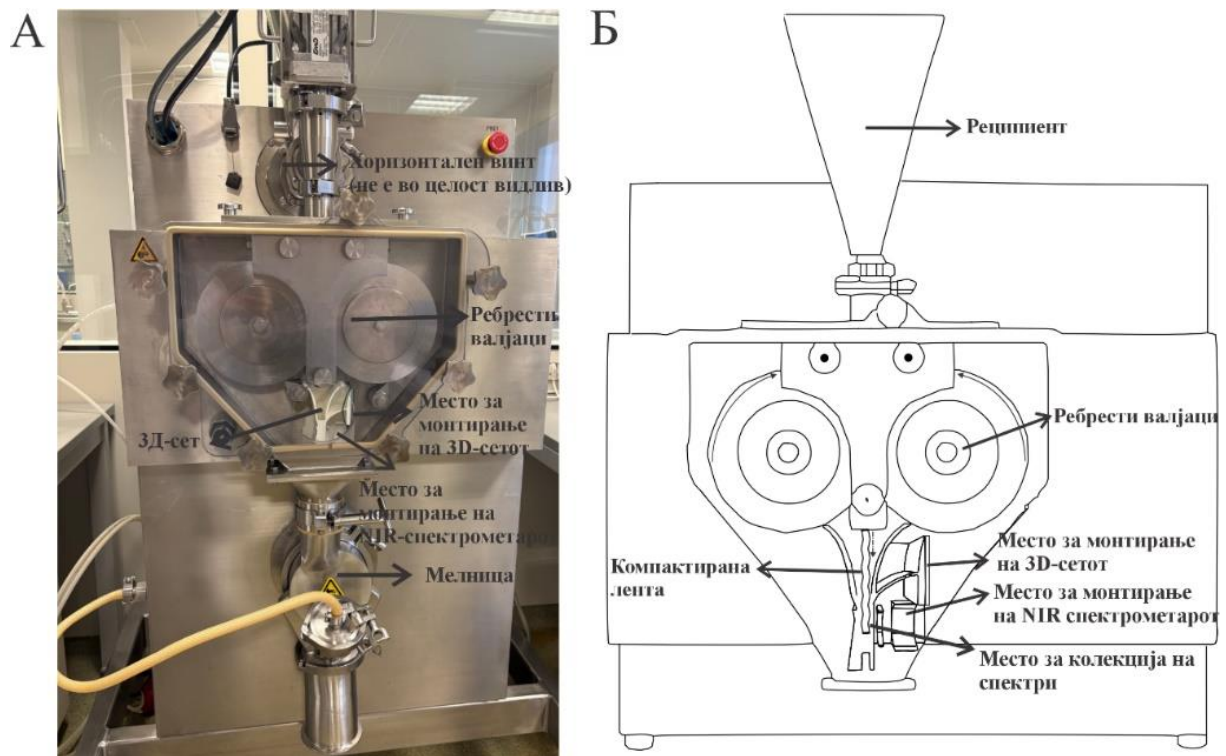 А
Хоризонтален винт
(не е во целост видлив)
Ребрести
валјаци
3Д-сет
Место за
монтирање
на 3D-сетот
Место за
монтирање на
NIR-спектрометарот
Мелница
Б
Реципиент
Ребрести валјаци
Компактирана
лента
Место за монтирање
на 3D-сетот
Место за монтирање
на NIR спектрометарот
Место за колекција на
спектри